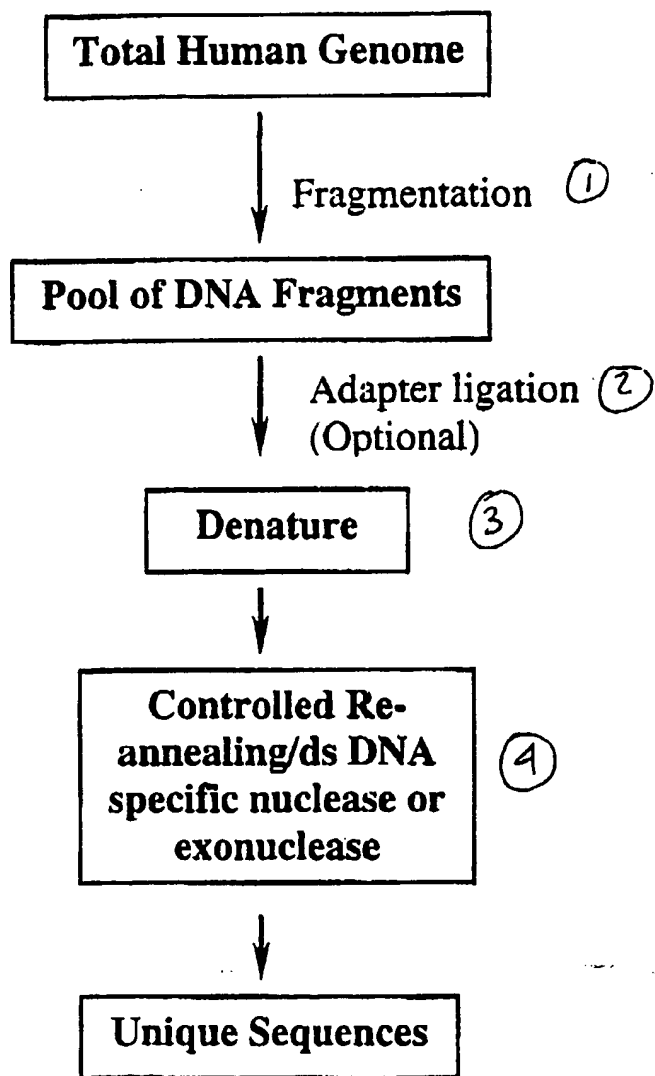 Total Human Genome
Fragmentation 1
Pool of DNA Fragments
Adapter ligation 2
(Optional)
Denature 3
Controlled Re-
annealing/ds DNA
specific nuclease or
exonuclease
4
Unique Sequences